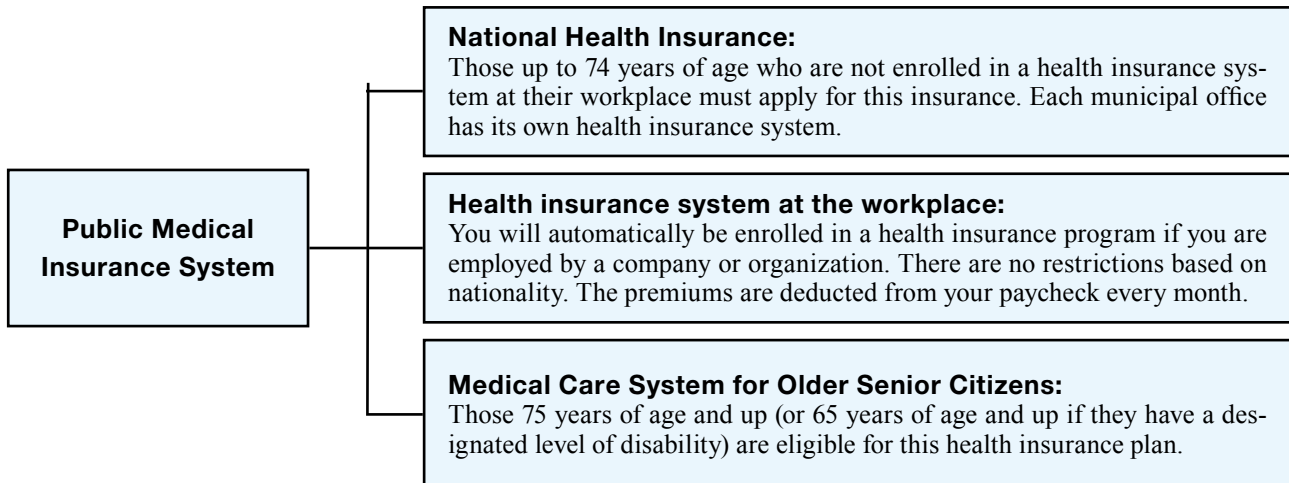 Public Medical
Insurance System
National Health Insurance:
Those up to 74 years of age who are not enrolled in a health insurance sys-
tem at their workplace must apply for this insurance. Each municipal office
has its own health insurance system.
Health insurance system at the workplace:
You will automatically be enrolled in a health insurance program if you are
employed by a company or organization. There are no restrictions based on
nationality. The premiums are deducted from your paycheck every month.
Medical Care System for Older Senior Citizens:
Those 75 years of age and up (or 65 years of age and up if they have a des-
ignated level of disability) are eligible for this health insurance plan.